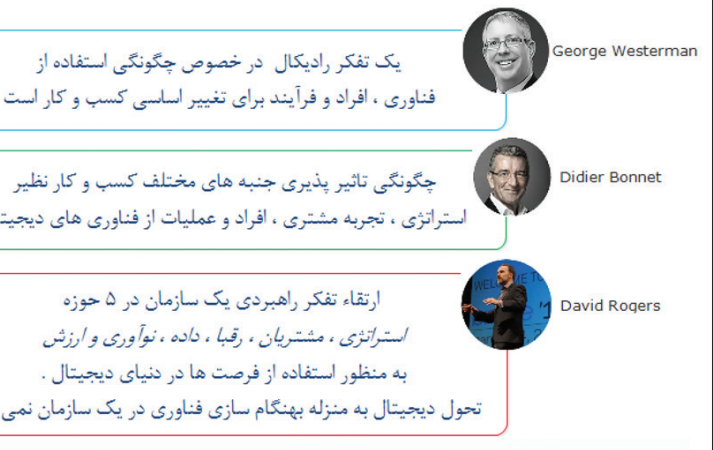 George Westerman
یک تفکر رادیکال در خصوص چگونگی استفاده از
فناوری ، افراد و فرآیند برای تغییر اساسی کسب و کار است
Didier Bonnet
چگونگی تاثیر پذیری جنبه های مختلف کسب و کار نظیر
استراتژی ، تجربه مشتری ، افراد و عملیات از فناوری های
David Rogers
ارتقاء تفکر راهبردی یک سازمان در ۵ حوزه
استراتژی ، مشتریان ، رقبا ، داده ، نوآوری و ارزش
به منظور استفاده از فرصت ها در دنیای دیجیتال .
تحول دیجیتال به منزله بهنگام سازی فناوری در یک سازمان نمی